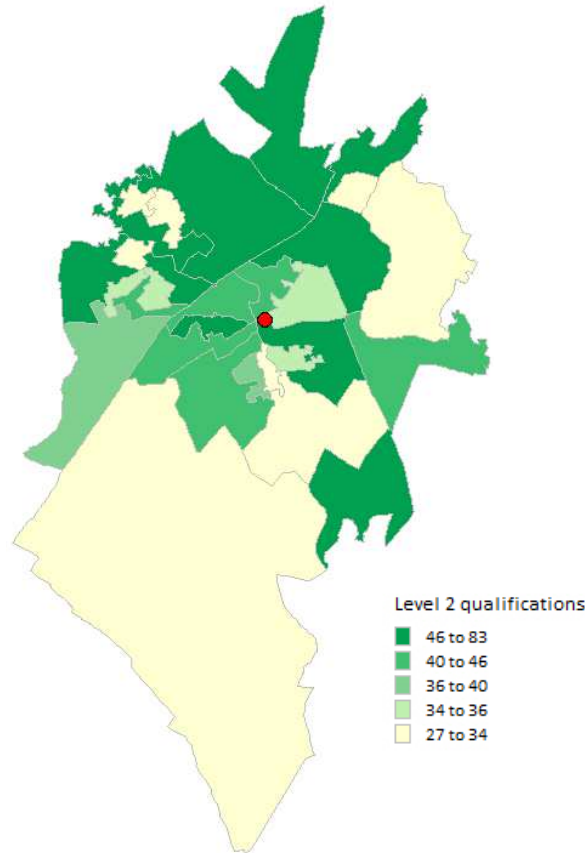 Level 2 qualifications
46 to 83
40 to 46
36 to 40
34 to 36
27 to 34